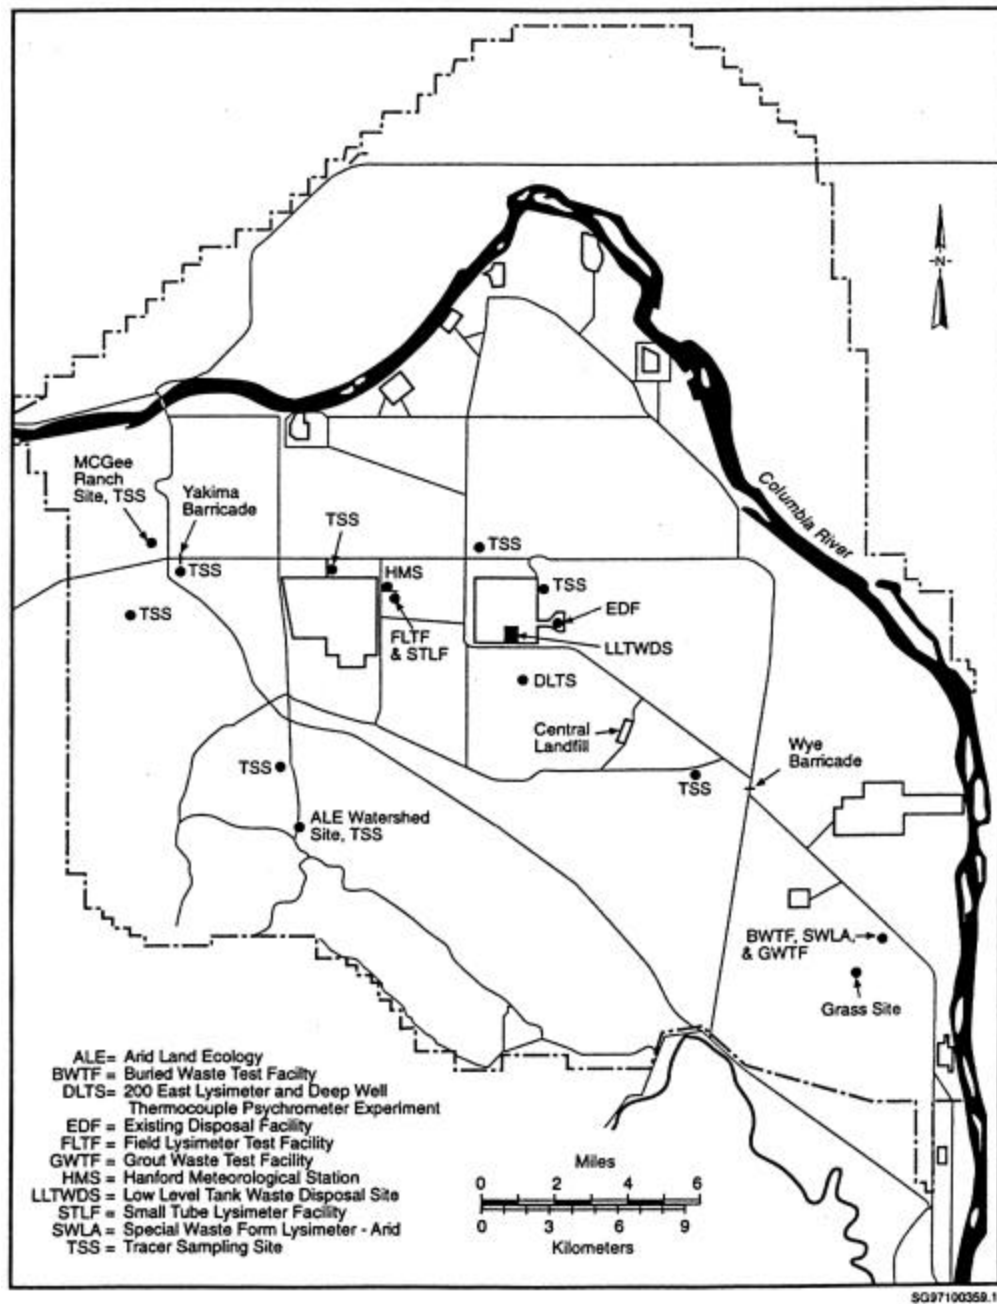 -N-
MCGee
Ranch
Site, TSS
Yakima
Barricade
Columbia River
TSS
TSS
TSS
HMS
TSS
TSS
EDF
FLTF
& STLF
LLTWDS
DLTS
Central
Landfill
Wye
Barricade
TSS
TSS
ALE Watershed
Site, TSS
BWTF, SWLA,
& GWTF
Grass Site
ALE= Arid Land Ecology
BWTF = Buried Waste Test Facilty
DLTS= 200 East Lysimeter and Deep Well
Thermocouple Psychrometer Experiment
EDF = Existing Disposal Facility
FLTF = Field Lysimeter Test Facility
GWTF = Grout Waste Test Facility
HMS = Hanford Meteorological Station
LLTWDS = Low Level Tank Waste Disposal Site
STLF = Small Tube Lysimeter Facility
SWLA = Special Waste Form Lysimeter - Arid
TSS = Tracer Sampling Site
Miles
0 2 4 6
0 3 6 9
Kilometers
SG97100359.1